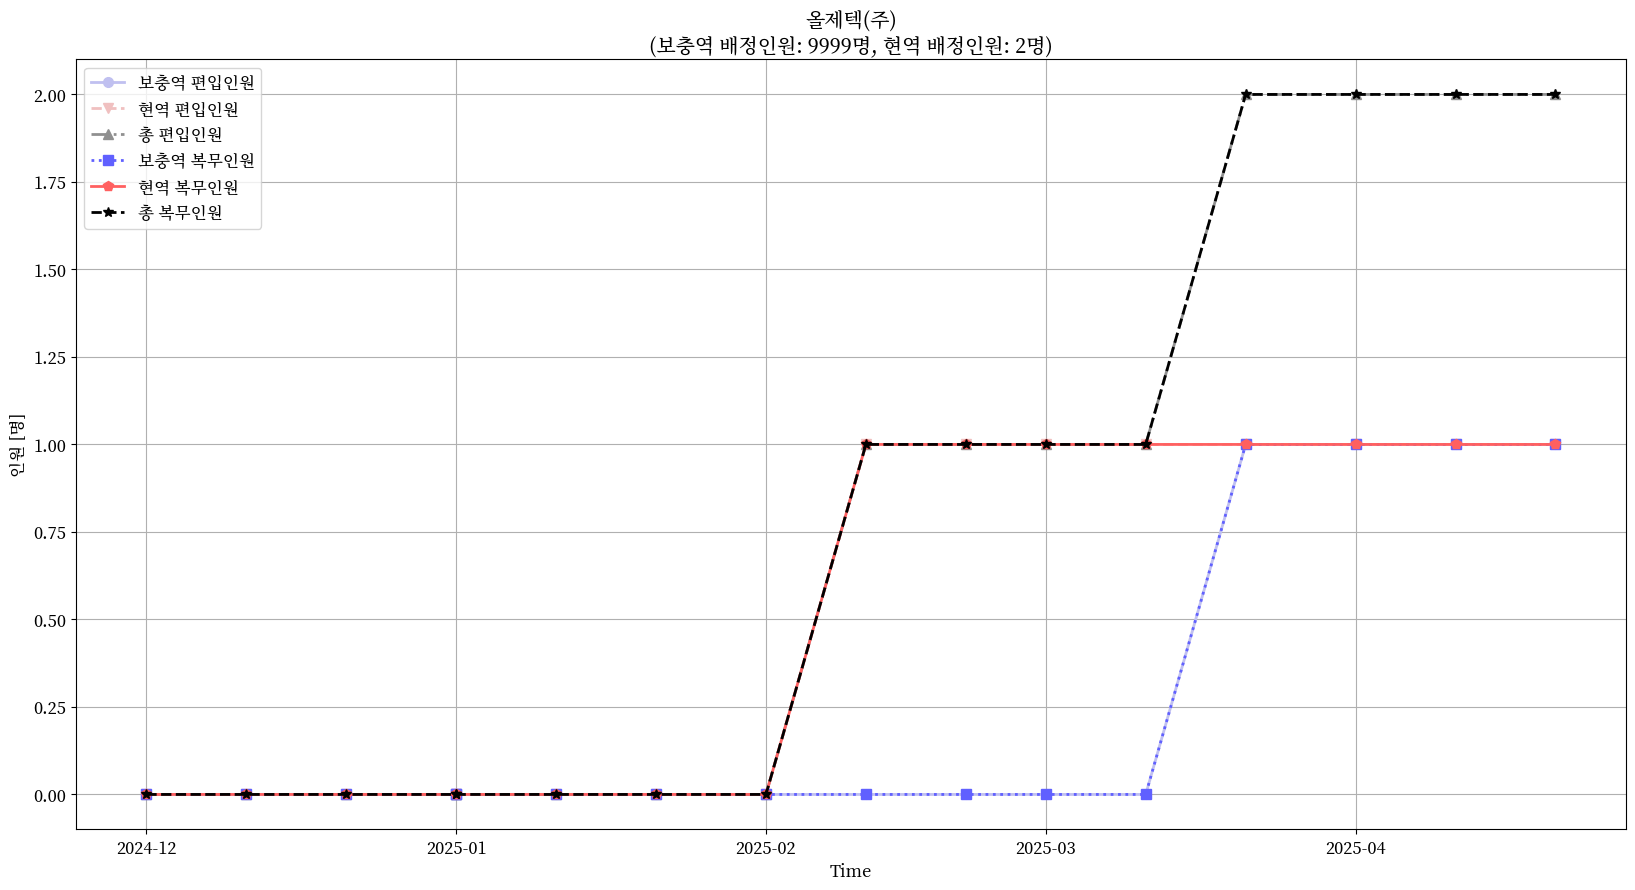 올제텍(주)
(보충역 배정인원: 9999명, 현역 배정인원: 2명)
보충역 편입인원
현역 편입인원
총 편입인원
보충역 복무인원
현역 복무인원
총 복무인원
2.00
1.75
1.50
1.25
1.00
0.75
0.50
0.25
0.00
인원 [명]
2024-12 2025-01 2025-02 2025-03 2025-04
Time